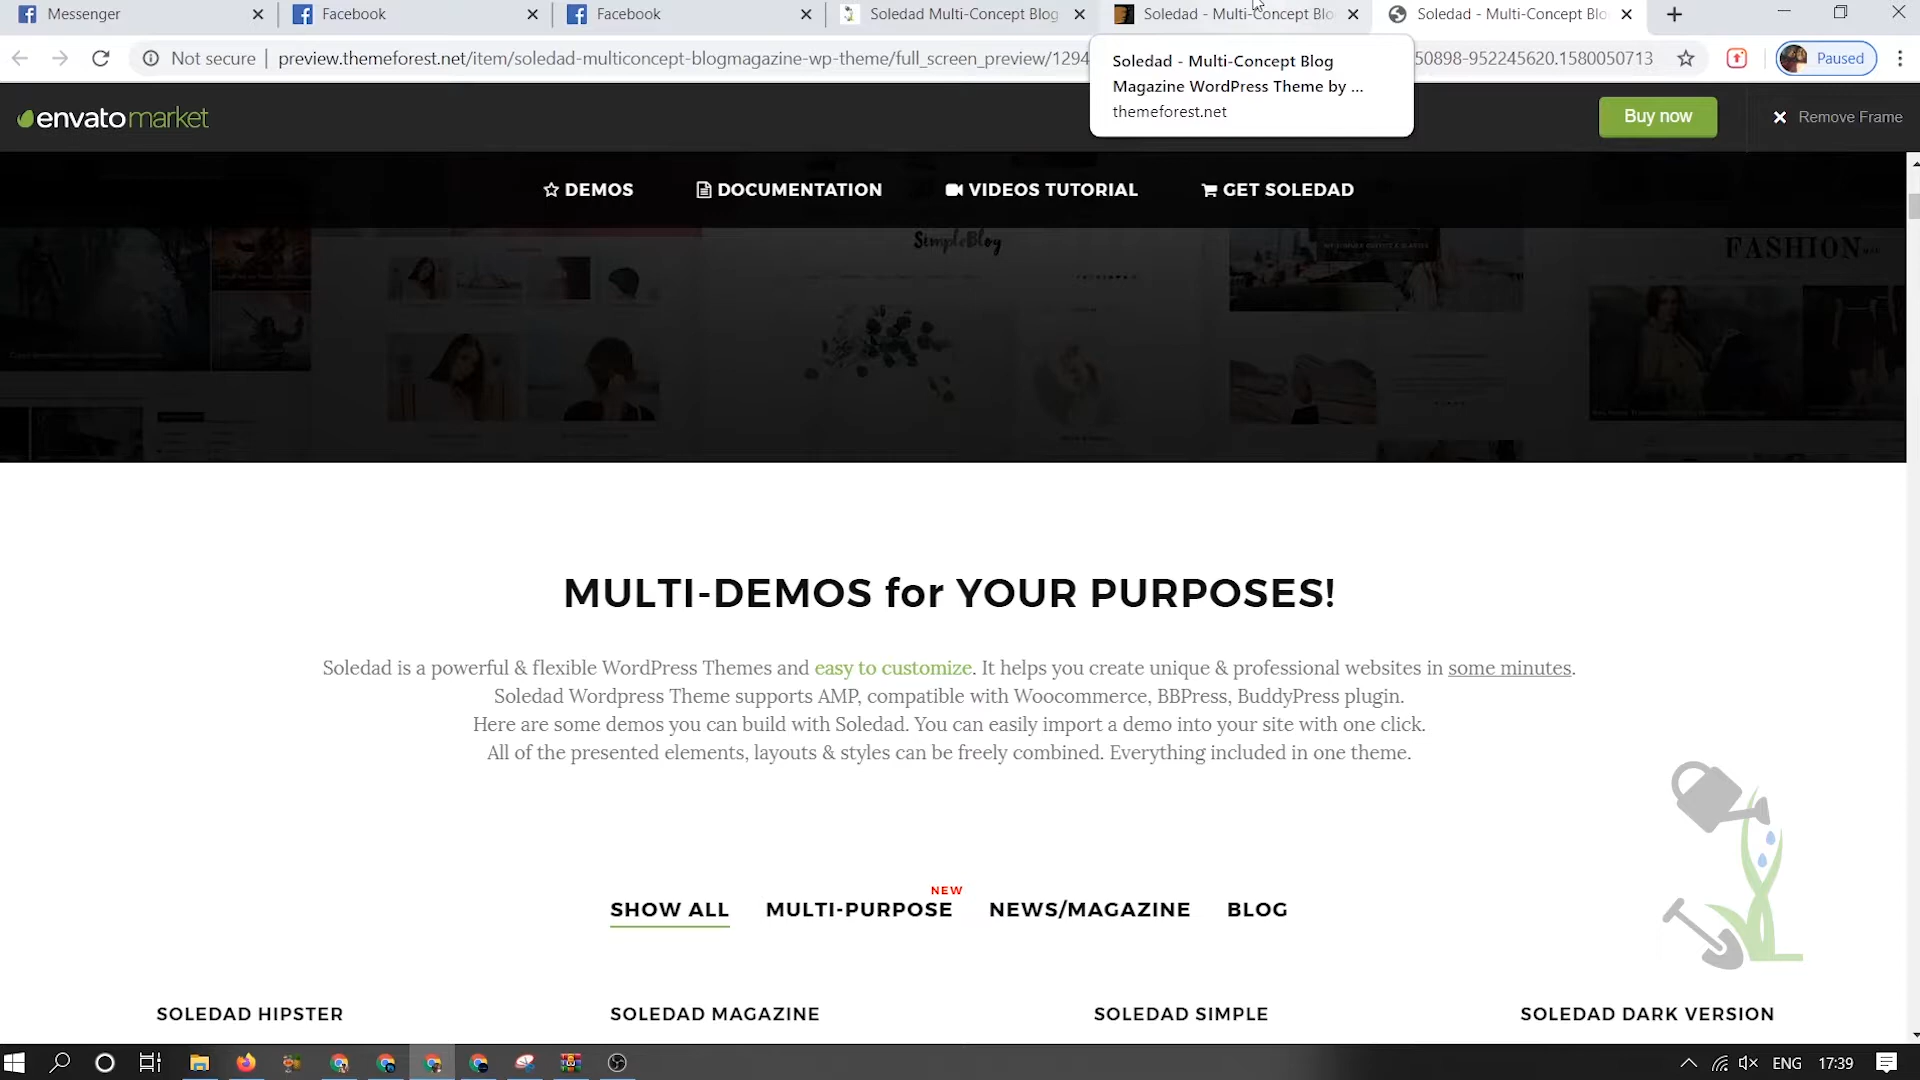 Messenger
Facebook
Facebook
Soledad Multi-Concept Blog
Soledad - Multi-Concept Blo
Soledad - Multi-Concept Blo
Not secure
preview.themeforest.net/item/soledad-multiconcept-blogmagazine-wp-theme/full_screen_preview/1294
50898-952245620.1580050713
Paused
Soledad - Multi-Concept Blog
Magazine WordPress Theme by ...
themeforest.net
envato market
Buy now
Remove Frame
DEMOS
DOCUMENTATION
VIDEOS TUTORIAL
GET SOLEDAD
SimpleBlog
FASHION
MULTI-DEMOS for YOUR PURPOSES!
Soledad is a powerful & flexible WordPress Themes and easy to customize. It helps you create unique & professional websites in some minutes.
Soledad Wordpress Theme supports AMP, compatible with Woocommerce, BBPress, BuddyPress plugin.
Here are some demos you can build with Soledad. You can easily import a demo into your site with one click.
All of the presented elements, layouts & styles can be freely combined. Everything included in one theme.
NEW
SHOW ALL
MULTI-PURPOSE
NEWS/MAGAZINE
BLOG
SOLEDAD HIPSTER
SOLEDAD MAGAZINE
SOLEDAD SIMPLE
SOLEDAD DARK VERSION
ENG
17:39